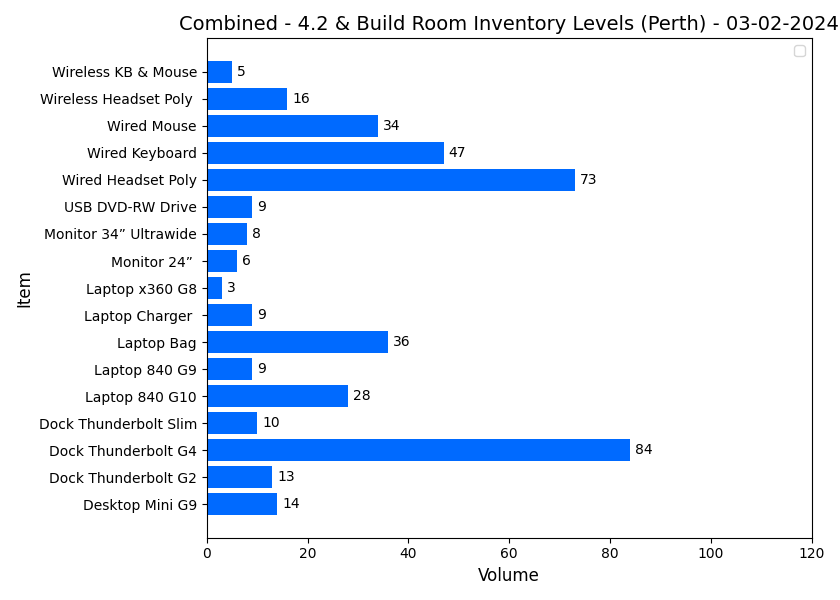 Combined - 4.2 & Build Room Inventory Levels (Perth) - 03-02-2024
Wireless KB & Mouse 5
Wireless Headset Poly 16
Wired Mouse 34
Wired Keyboard 47
Wired Headset Poly 73
USB DVD-RW Drive 9
Monitor 34” Ultrawide 8
Monitor 24” 6
Laptop x360 G8 3
Laptop Charger 9
Laptop Bag 36
Laptop 840 G9 9
Laptop 840 G10 28
Dock Thunderbolt Slim 10
Dock Thunderbolt G4 84
Dock Thunderbolt G2 13
Desktop Mini G9 14
Item
0 20 40 60 80 100 120
Volume